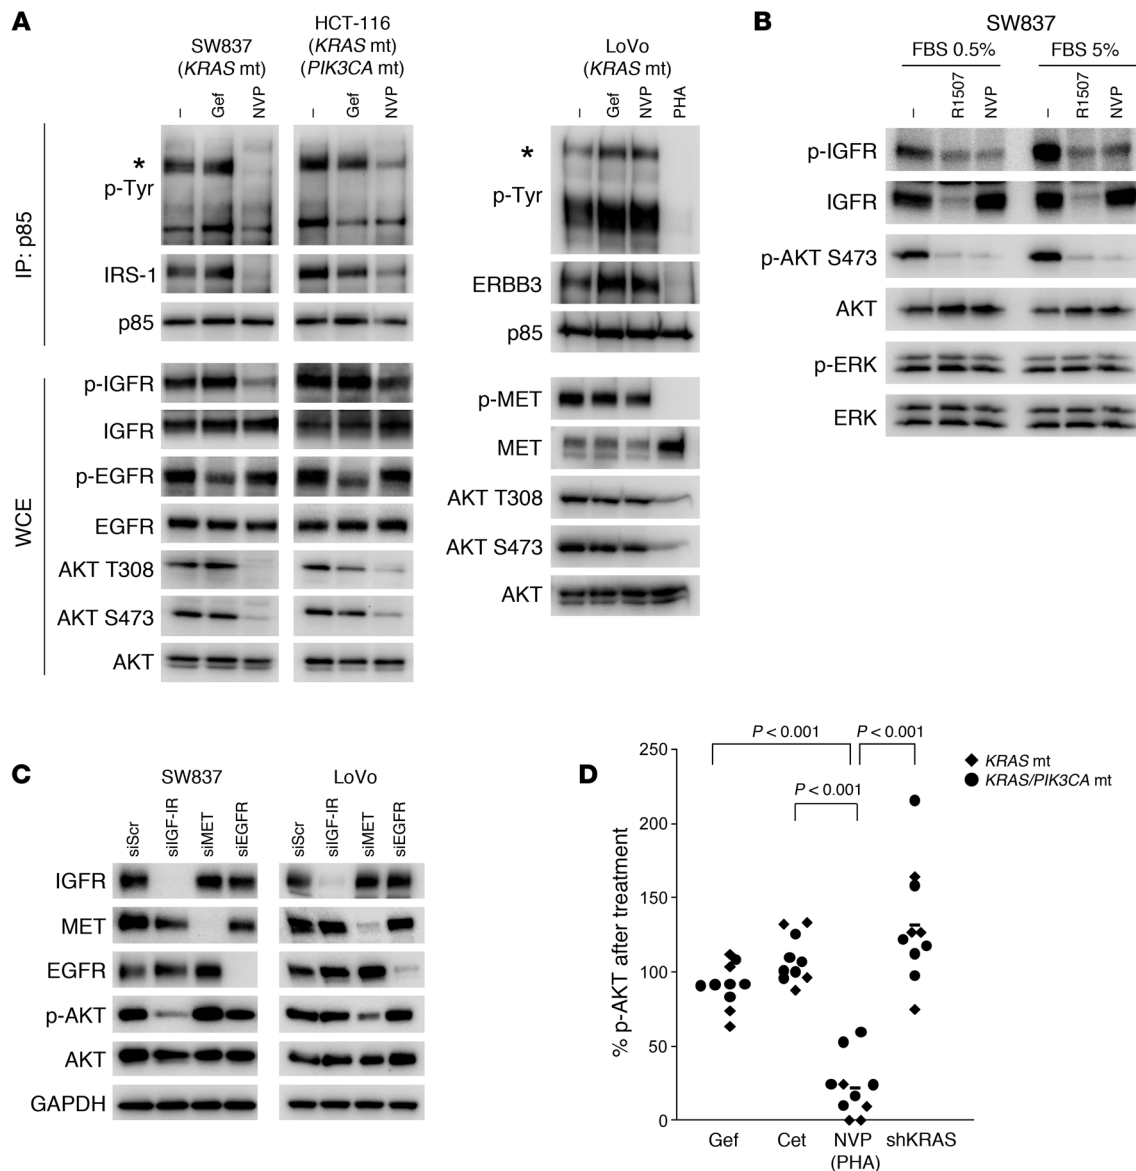 A
SW837
(KRAS mt)
HCT-116
(KRAS mt)
(PIK3CA mt)
LoVo
(KRAS mt)
–
Gef
NVP
–
Gef
NVP
–
Gef
NVP
PHA
IP: p85
*
p-Tyr
IRS-1
p85
*
p-Tyr
ERBB3
p85
WCE
p-IGFR
IGFR
p-EGFR
EGFR
AKT T308
AKT S473
AKT
p-MET
MET
AKT T308
AKT S473
AKT
B
SW837
FBS 0.5%
FBS 5%
–
R1507
NVP
–
R1507
NVP
p-IGFR
IGFR
p-AKT S473
AKT
p-ERK
ERK
C
SW837
LoVo
siScr
siIGF-IR
siMET
siEGFR
siScr
siIGF-IR
siMET
siEGFR
IGFR
MET
EGFR
p-AKT
AKT
GAPDH
D
P < 0.001
P < 0.001
P < 0.001
KRAS mt
KRAS/PIK3CA mt
% p-AKT after treatment
250
200
150
100
50
0
Gef
Cet
NVP
(PHA)
shKRAS